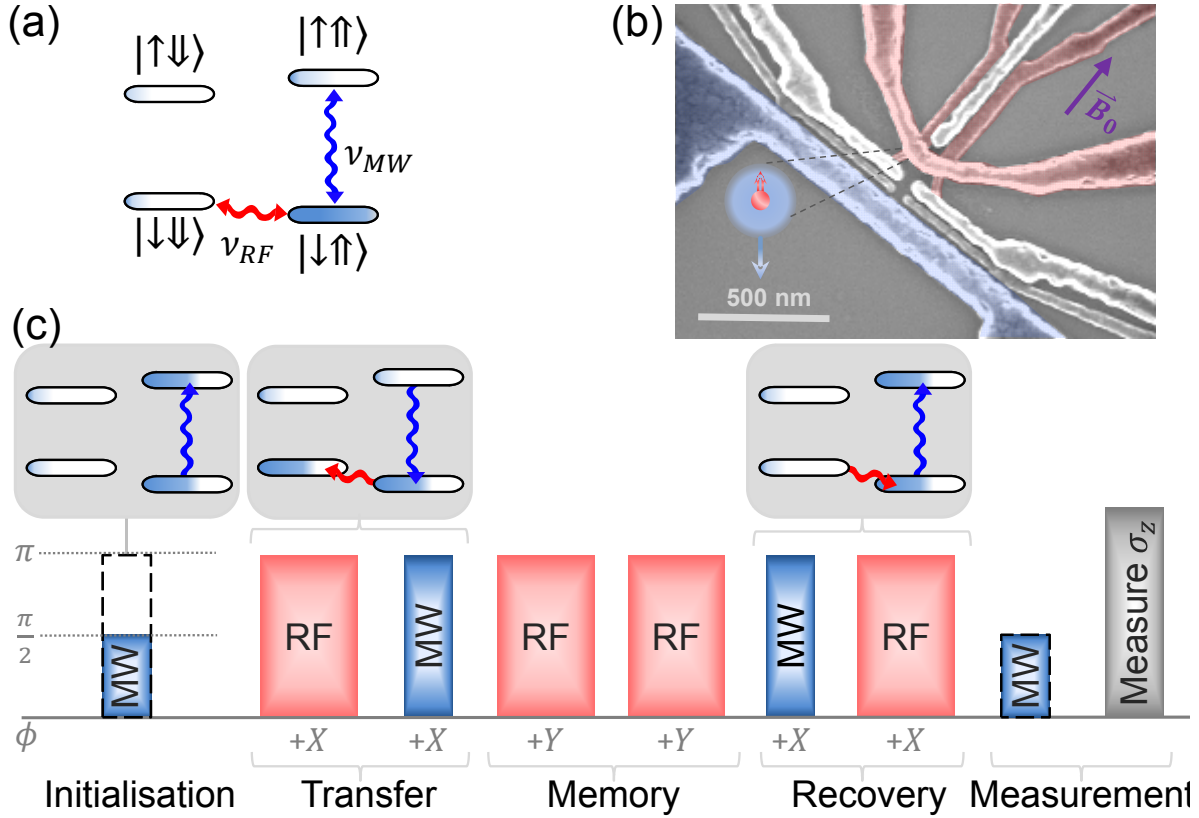 (a)
|↑⇓⟩ |↑⇑⟩
ν_MW
|↓⇓⟩ ν_RF |↓⇑⟩
(b)
B⃗₀
500 nm
(c)
π
π/2
MW RF MW RF RF MW RF MW Measure σ_z
ϕ +X +X +Y +Y +X +X
Initialisation Transfer Memory Recovery Measurement